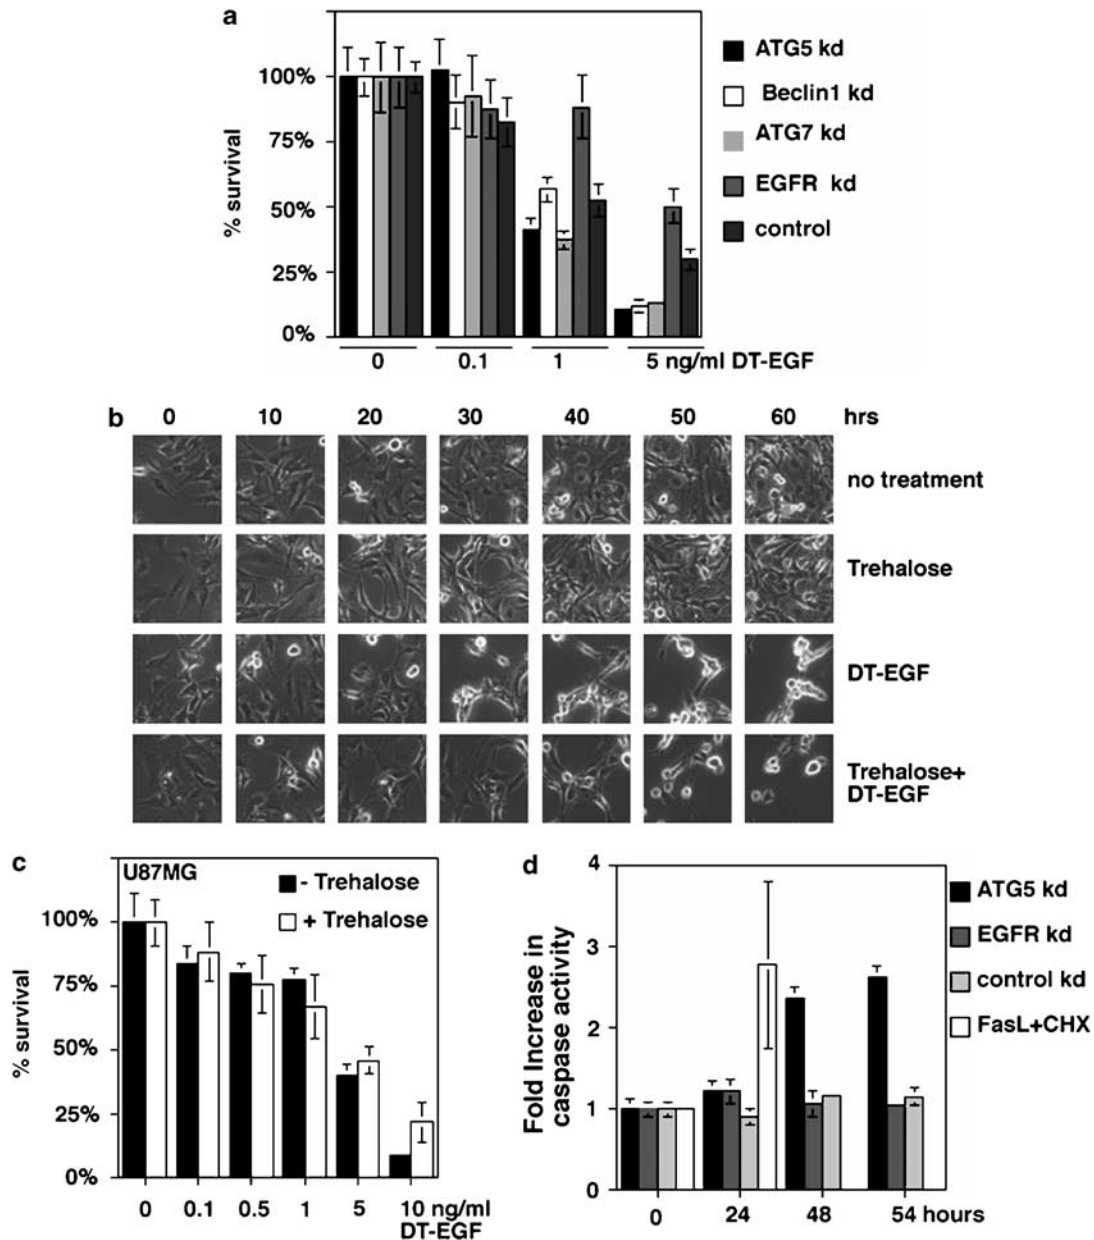 a
100%
75%
50%
25%
0%
% survival
0 0.1 1 5 ng/ml DT-EGF
ATG5 kd
Beclin1 kd
ATG7 kd
EGFR kd
control
b 0 10 20 30 40 50 60 hrs
no treatment
Trehalose
DT-EGF
Trehalose+
DT-EGF
c
U87MG
- Trehalose
+ Trehalose
100%
75%
50%
25%
0%
% survival
0 0.1 0.5 1 5 10 ng/ml
DT-EGF
d
4
3
2
1
0
Fold Increase in
caspase activity
0 24 48 54 hours
ATG5 kd
EGFR kd
control kd
FasL+CHX